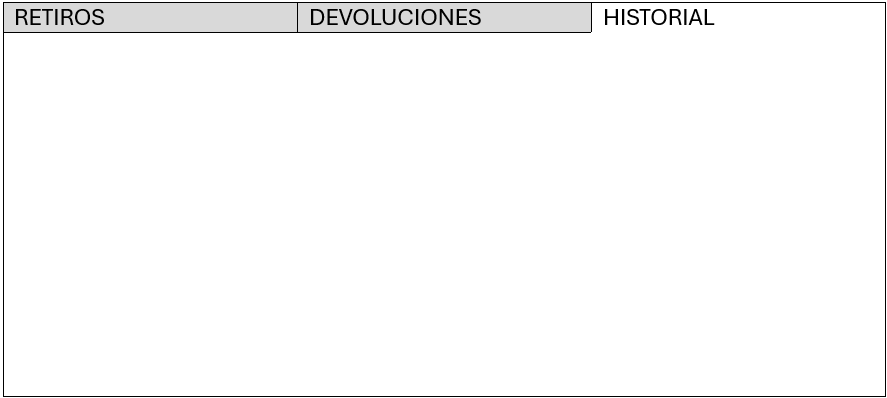 RETIROS
DEVOLUCIONES
HISTORIAL